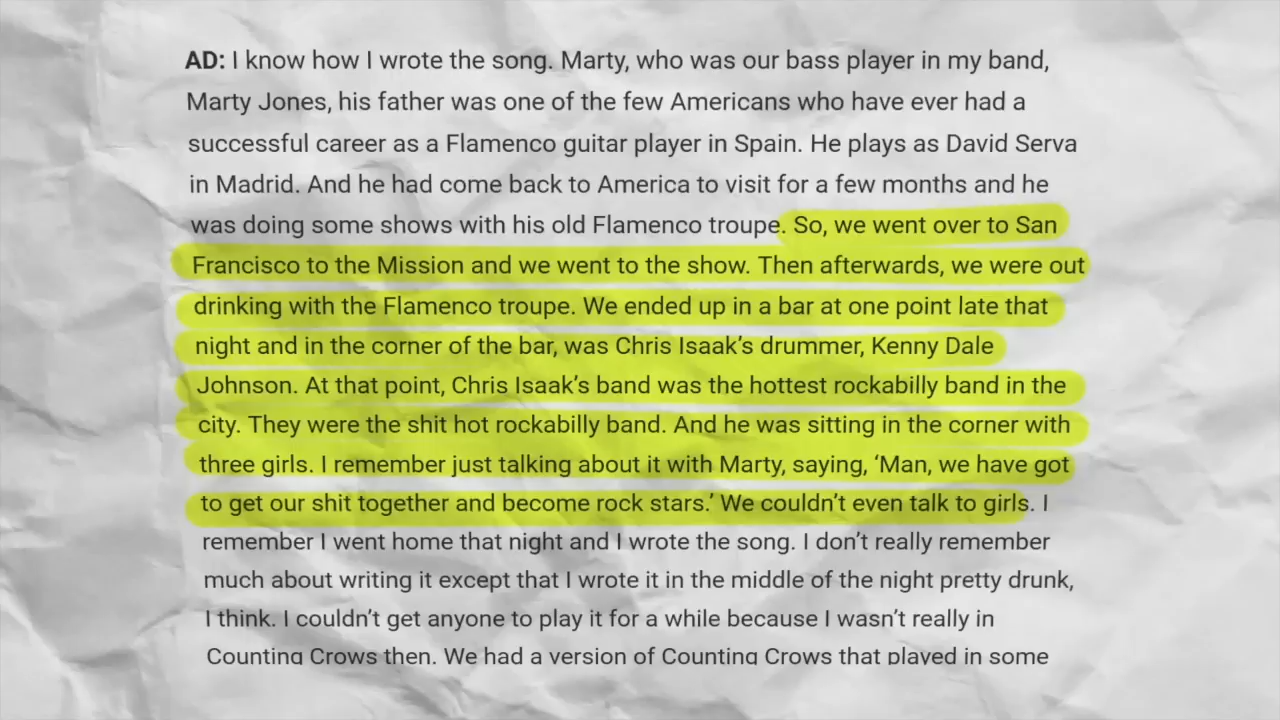 AD: I know how I wrote the song. Marty, who was our bass player in my band,
Marty Jones, his father was one of the few Americans who have ever had a
successful career as a Flamenco guitar player in Spain. He plays as David Serva
in Madrid. And he had come back to America to visit for a few months and he
was doing some shows with his old Flamenco troupe. So, we went over to San
Francisco to the Mission and we went to the show. Then afterwards, we were out
drinking with the Flamenco troupe. We ended up in a bar at one point late that
night and in the corner of the bar, was Chris Isaak’s drummer, Kenny Dale
Johnson. At that point, Chris Isaak’s band was the hottest rockabilly band in the
city. They were the shit hot rockabilly band. And he was sitting in the corner with
three girls. I remember just talking about it with Marty, saying, ‘Man, we have got
to get our shit together and become rock stars.’ We couldn’t even talk to girls. I
remember I went home that night and I wrote the song. I don’t really remember
much about writing it except that I wrote it in the middle of the night pretty drunk,
I think. I couldn’t get anyone to play it for a while because I wasn’t really in
Counting Crows then. We had a version of Counting Crows that played in some